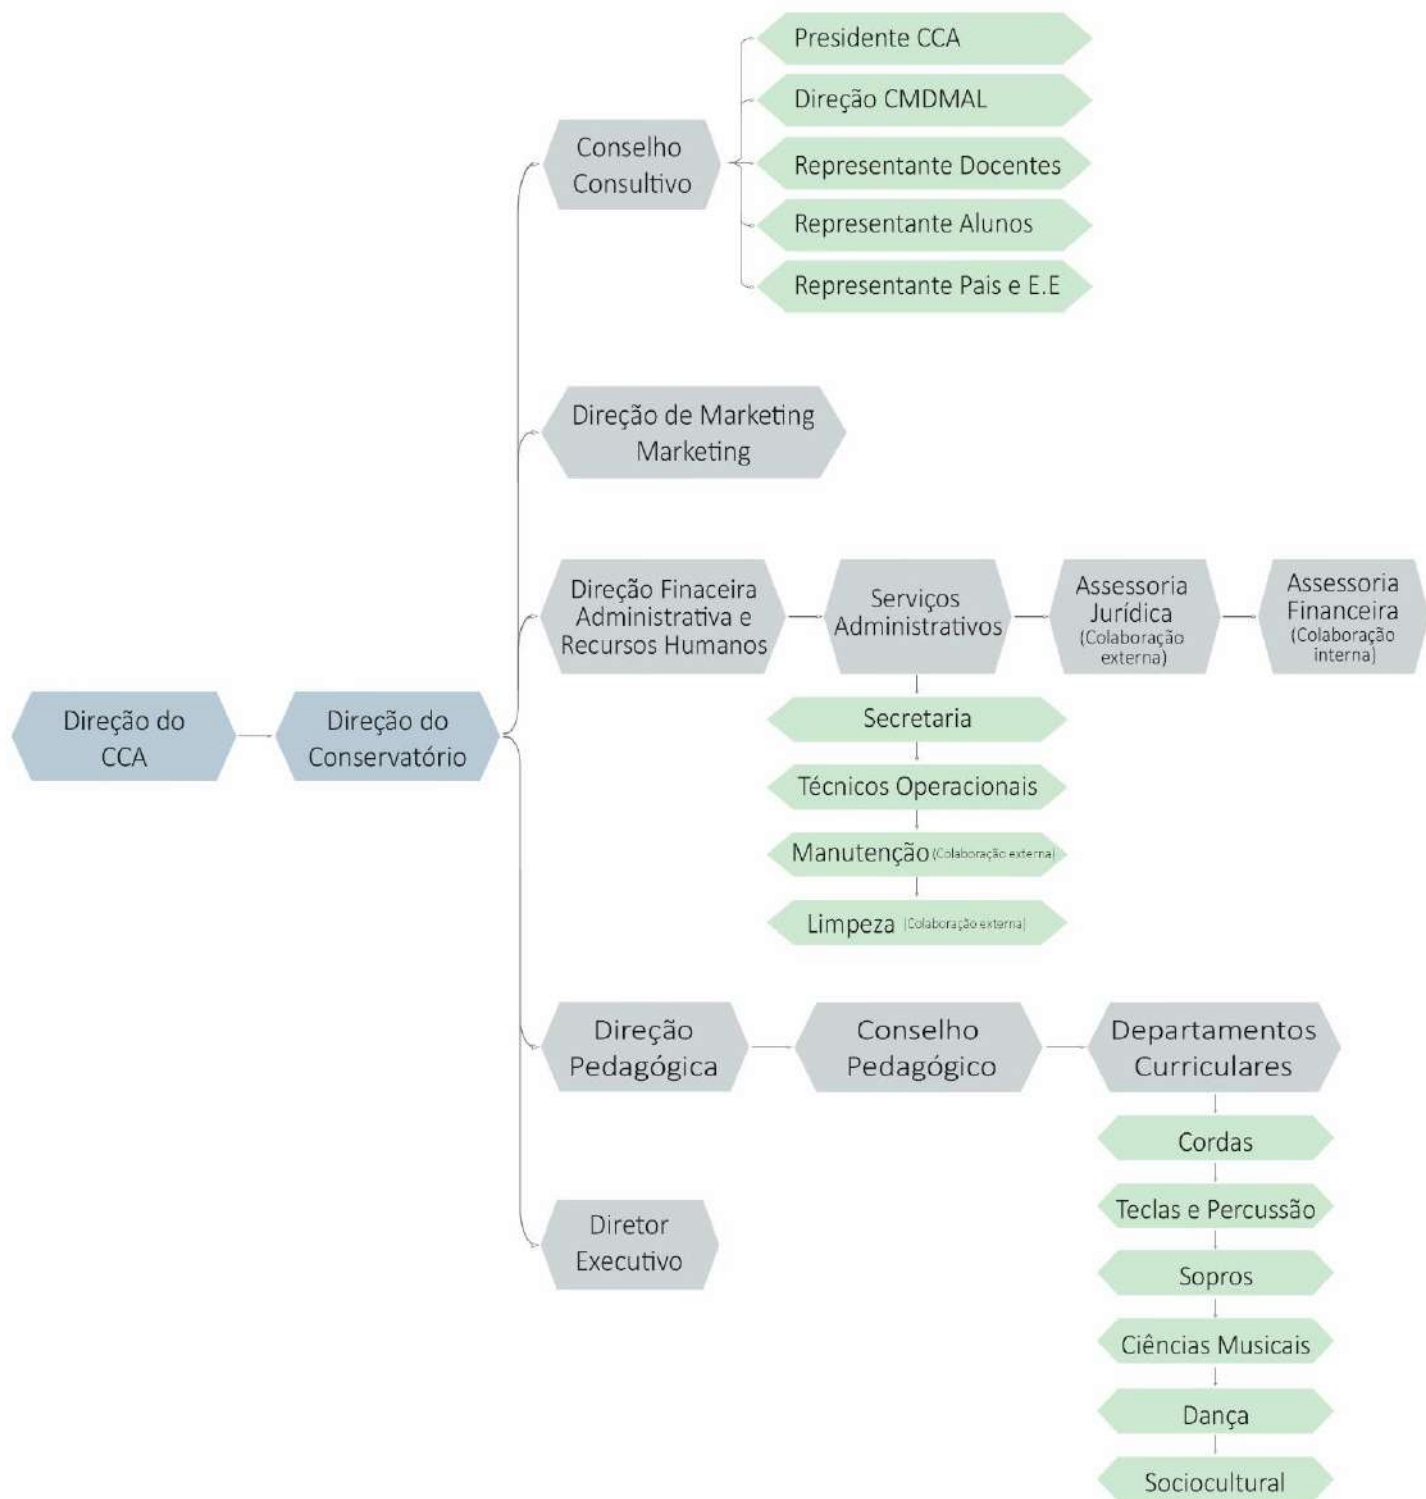 Presidente CCA
Direção CMDMAL
Conselho
Consultivo
Representante Docentes
Representante Alunos
Representante Pais e E.E
Direção de Marketing
Marketing
Direção Finaceira
Administrativa e
Recursos Humanos
Serviços
Administrativos
Assessoria
Jurídica
(Colaboração
externa)
Assessoria
Financeira
(Colaboração
interna)
Secretaria
Técnicos Operacionais
Manutenção (Colaboração externa)
Limpeza (Colaboração externa)
Direção do
CCA
Direção do
Conservatório
Direção
Pedagógica
Conselho
Pedagógico
Departamentos
Curriculares
Cordas
Teclas e Percussão
Sopros
Ciências Musicais
Dança
Sociocultural
Diretor
Executivo